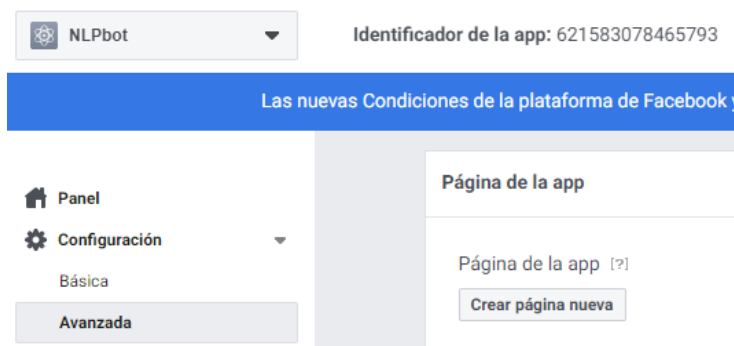 NLPbot
Identificador de la app: 621583078465793
Las nuevas Condiciones de la plataforma de Facebook y
Panel
Configuración
Básica
Avanzada
Página de la app
Página de la app [?]
Crear página nueva